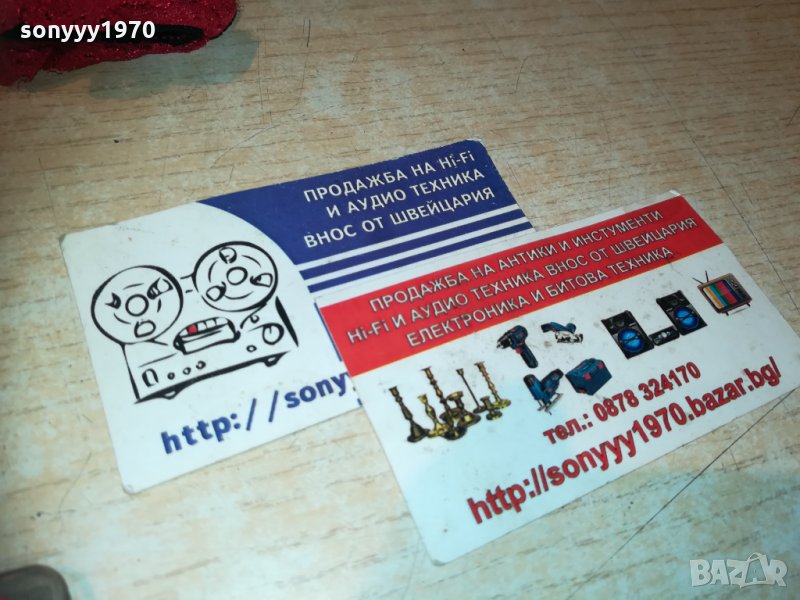 sonyyy1970
ПРОДАЖБА НА Hi-Fi
И АУДИО ТЕХНИКА
ВНОС ОТ ШВЕЙЦАРИЯ
http://sony
ПРОДАЖБА НА АНТИКИ И ИНСТУМЕНТИ
Hi-Fi И АУДИО ТЕХНИКА ВНОС ОТ ШВЕЙЦАРИЯ
ЕЛЕКТРОНИКА И БИТОВА ТЕХНИКА
тел.: 0878 324170
http://sonyyy1970.bazar.bg/
BAZAR